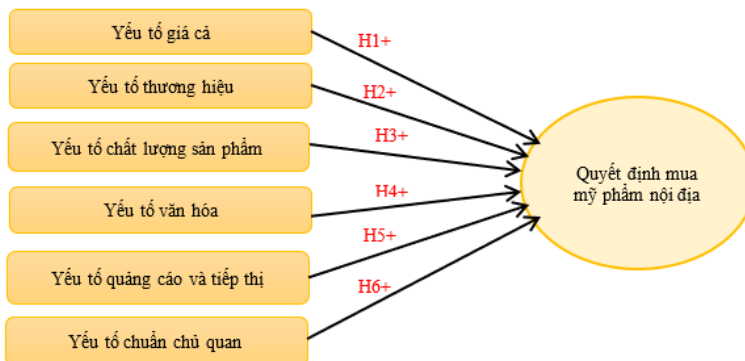 Yếu tố giá cả
H1+
Yếu tố thương hiệu
H2+
Yếu tố chất lượng sản phẩm
H3+
Quyết định mua
mỹ phẩm nội địa
Yếu tố văn hóa
H4+
Yếu tố quảng cáo và tiếp thị
H5+
Yếu tố chuẩn chủ quan
H6+